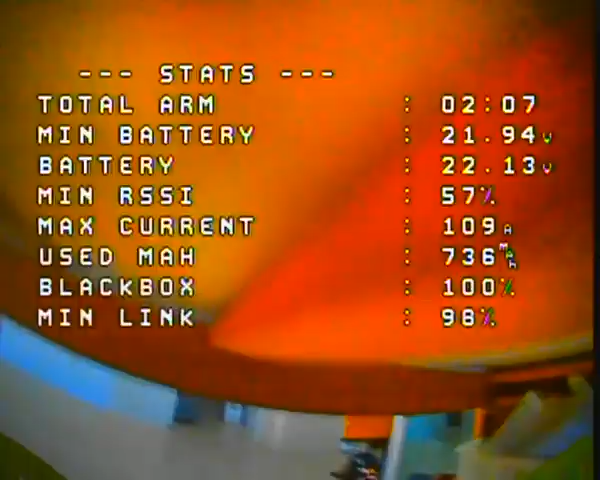 --- STATS ---
TOTAL ARM : 02:07
MIN BATTERY : 21.94V
BATTERY : 22.13V
MIN RSSI : 57%
MAX CURRENT : 109A
USED MAH : 736mAh
BLACKBOX : 100%
MIN LINK : 98%